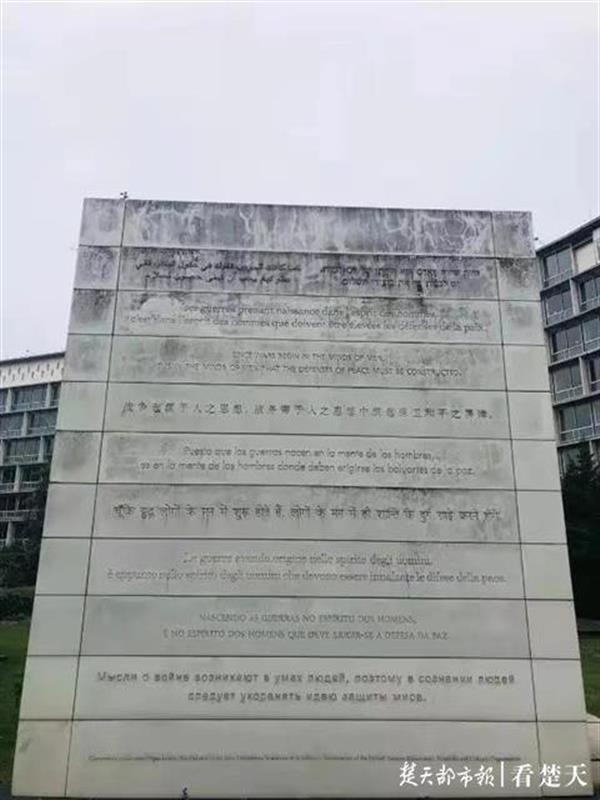 Les guerres prenant naissance dans l'esprit des hommes,
c'est dans l'esprit des hommes que doivent être élevées les défenses de la paix.
SINCE WARS BEGIN IN THE MINDS OF MEN,
IT IS IN THE MINDS OF MEN THAT THE DEFENSES OF PEACE MUST BE CONSTRUCTED.
战争起源于人之思想，故务需于人之思想中筑起保卫和平之屏障。
Puesto que las guerras nacen en la mente de los hombres,
es en la mente de los hombres donde deben erigirse los baluartes de la paz.
चूँकि युद्ध लोगों के मन में शुरू होते हैं, लोगों के मन में ही शान्ति के दुर्ग खड़े करने होंगे
Le guerre avendo origine nello spirito degli uomini,
è appunto nello spirito degli uomini che devono essere innalzate le difese della pace.
NASCENDO AS GUERRAS NO ESPÍRITO DOS HOMENS,
É NO ESPÍRITO DOS HOMENS QUE DEVE ERGER-SE A DEFESA DA PAZ
Мысли о войне возникают в умах людей, поэтому в сознании людей
следует укоренять идею защиты мира.
楚天都市报 | 看楚天